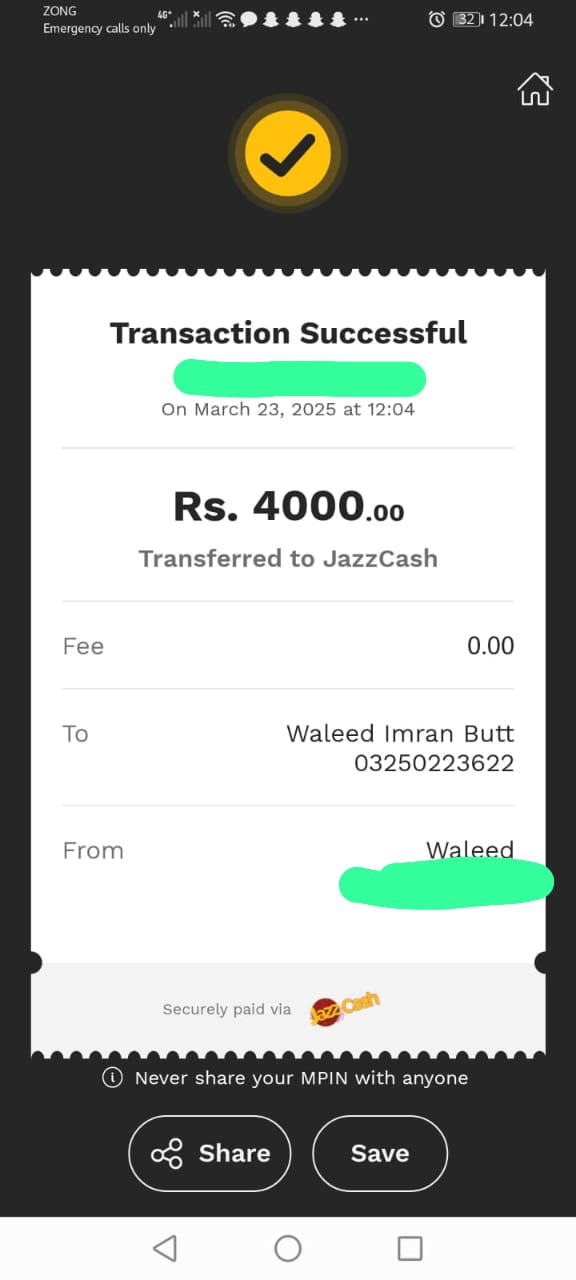 ZONG
Emergency calls only
4G+
32
12:04
Transaction Successful
On March 23, 2025 at 12:04
Rs. 4000.00
Transferred to JazzCash
Fee 0.00
To Waleed Imran Butt
03250223622
From Waleed
Securely paid via JazzCash
Never share your MPIN with anyone
Share Save